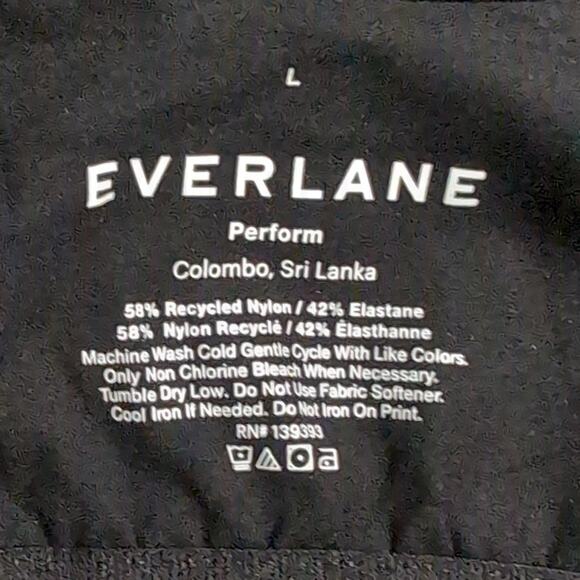 L
EVERLANE
Perform
Colombo, Sri Lanka
58% Recycled Nylon / 42% Elastane
58% Nylon Recyclé / 42% Élasthanne
Machine Wash Cold Gentle Cycle With Like Colors.
Only Non Chlorine Bleach When Necessary.
Tumble Dry Low. Do Not Use Fabric Softener.
Cool Iron If Needed. Do Not Iron On Print.
RN# 139393